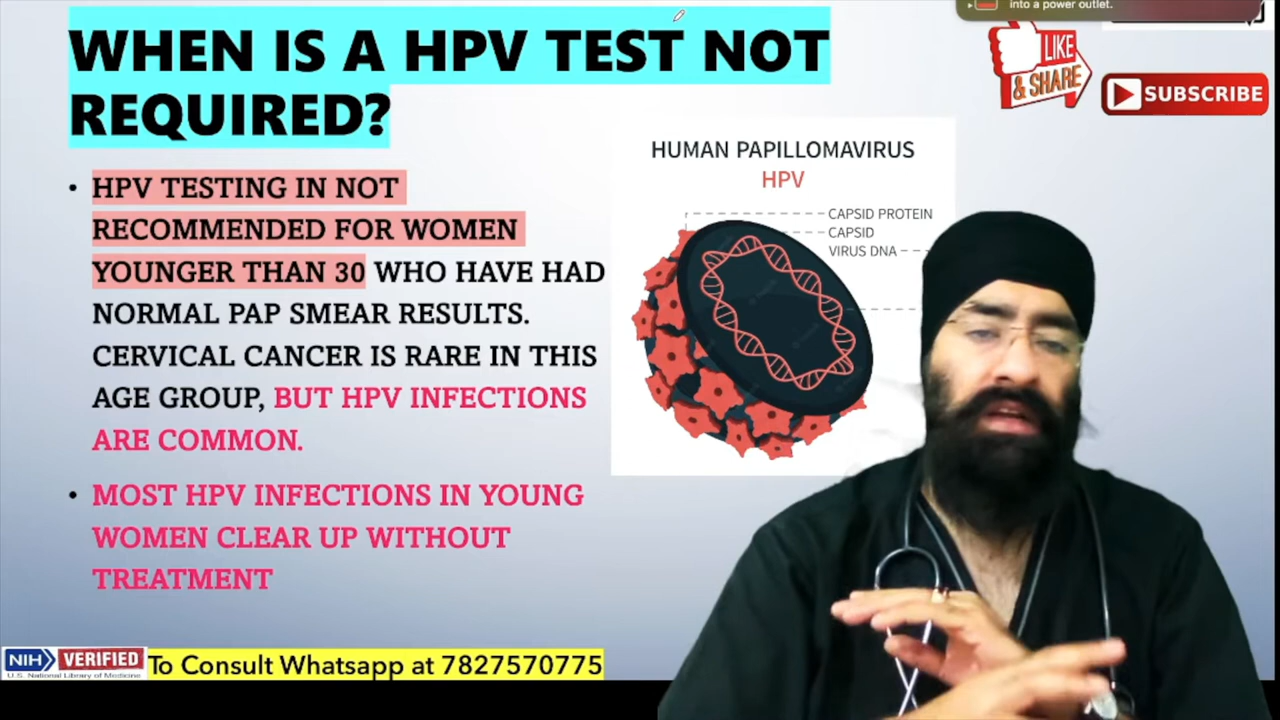 into a power outlet.
WHEN IS A HPV TEST NOT
REQUIRED?
LIKE
& SHARE
SUBSCRIBE
• HPV TESTING IN NOT
RECOMMENDED FOR WOMEN
YOUNGER THAN 30 WHO HAVE HAD
NORMAL PAP SMEAR RESULTS.
CERVICAL CANCER IS RARE IN THIS
AGE GROUP, BUT HPV INFECTIONS
ARE COMMON.
• MOST HPV INFECTIONS IN YOUNG
WOMEN CLEAR UP WITHOUT
TREATMENT
HUMAN PAPILLOMAVIRUS
HPV
CAPSID PROTEIN
CAPSID
VIRUS DNA
NIH VERIFIED
U.S. National Library of Medicine
To Consult Whatsapp at 7827570775